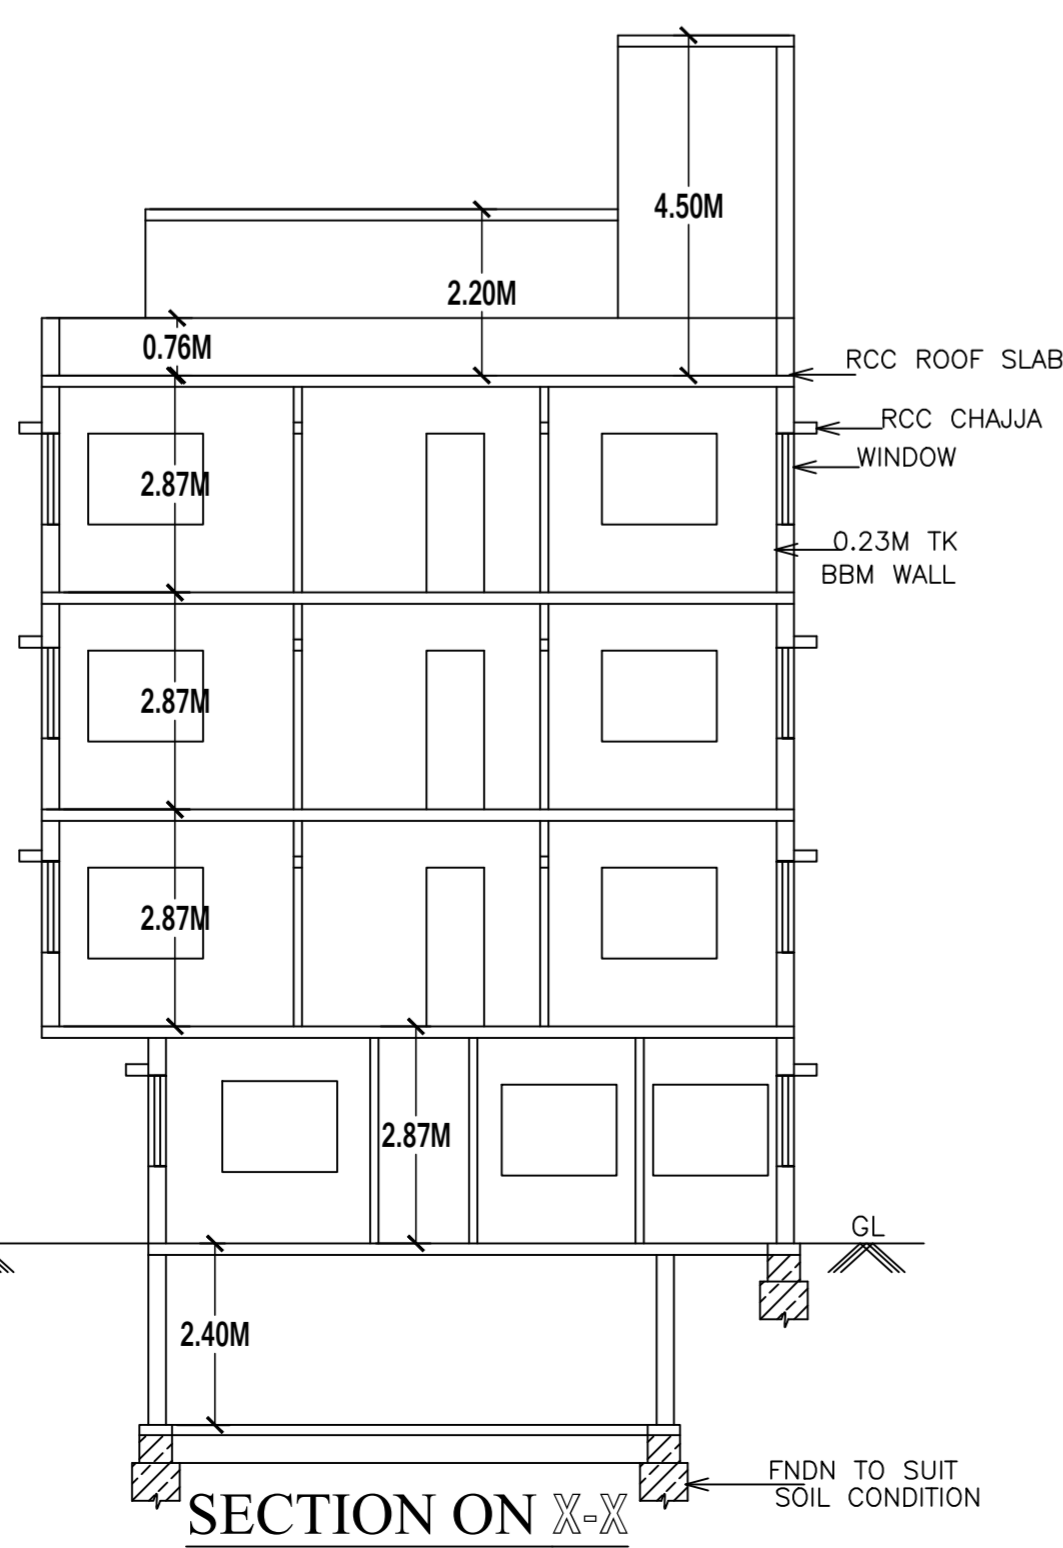 4.50M
2.20M
0.76M
RCC ROOF SLAB
RCC CHAJJA
WINDOW
2.87M
0.23M TK
BBM WALL
2.87M
2.87M
2.87M
GL
2.40M
FNDN TO SUIT
SOIL CONDITION
SECTION ON X-X